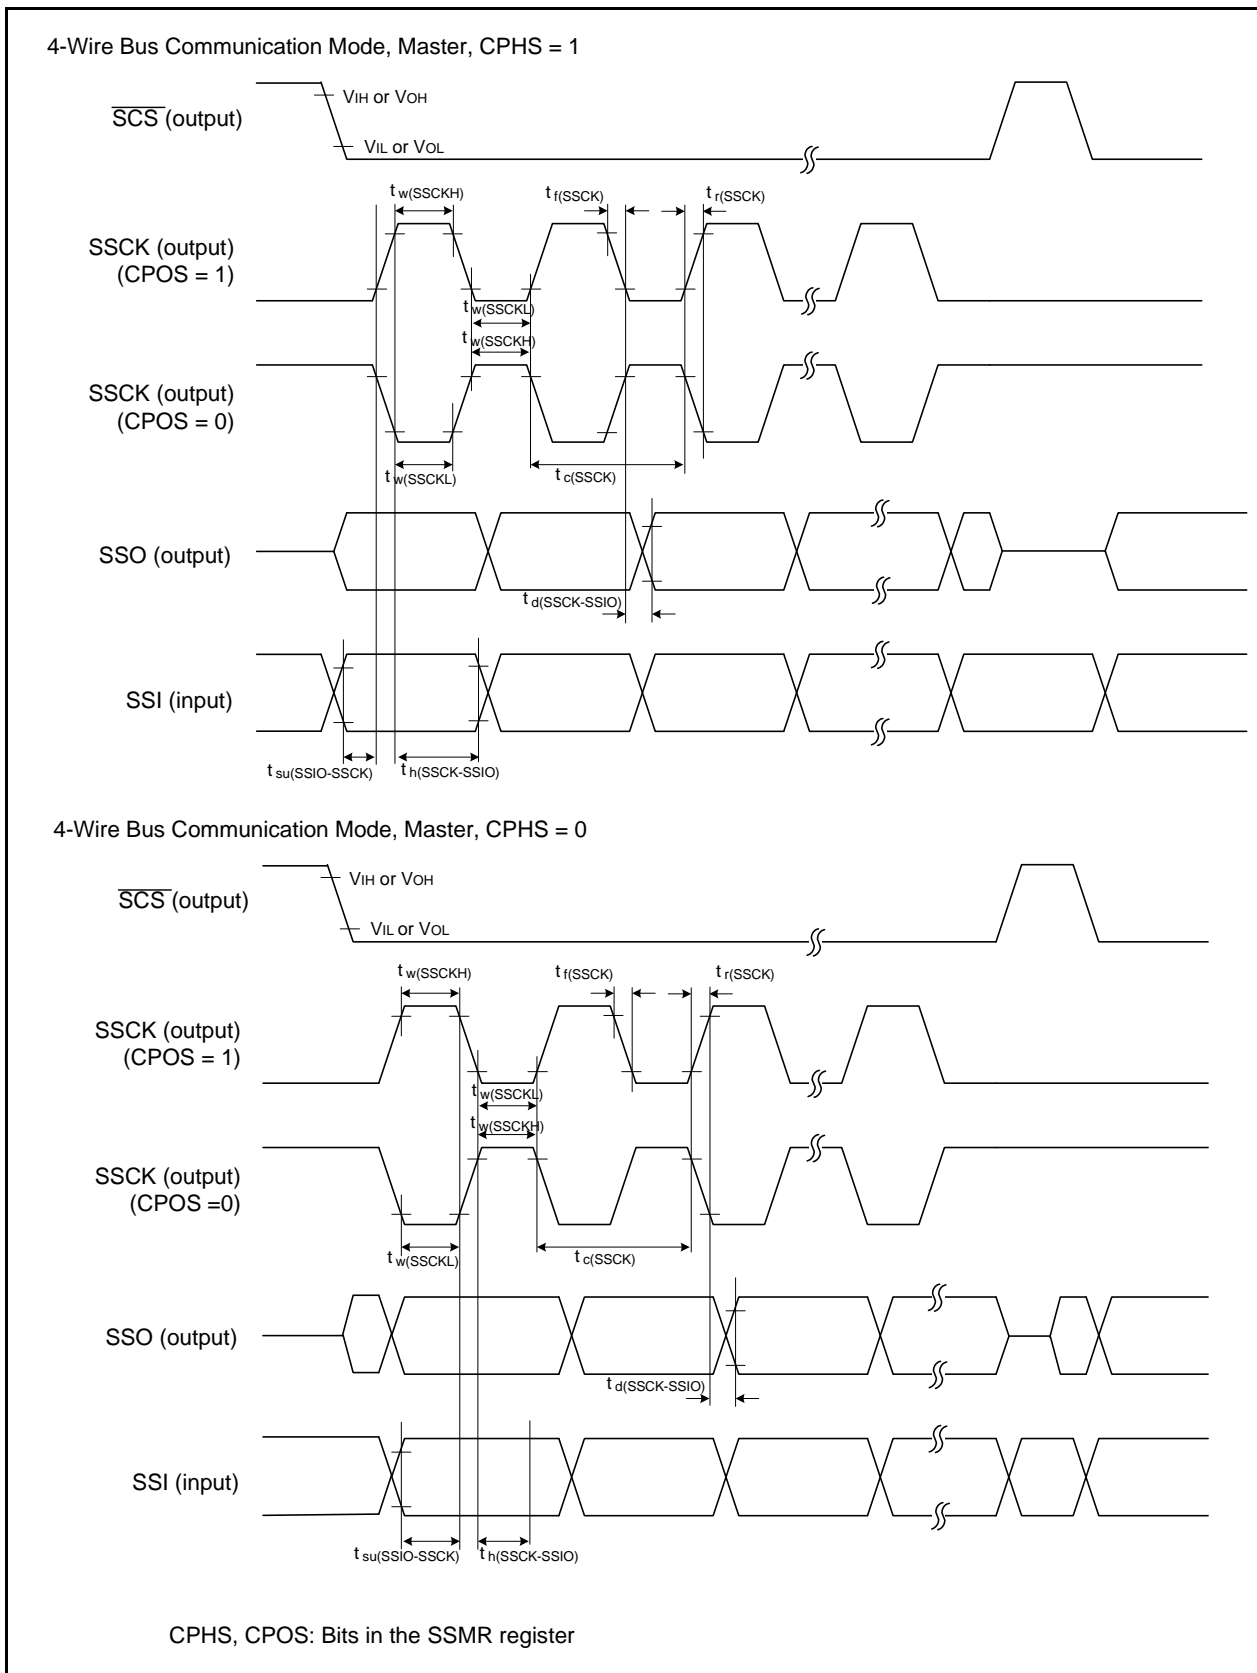 4-Wire Bus Communication Mode, Master, CPHS = 1
SCS (output)
VIH or VOH
VIL or VOL
t w(SSCKH)
t f(SSCK)
t r(SSCK)
SSCK (output)
(CPOS = 1)
t w(SSCKL)
t w(SSCKH)
SSCK (output)
(CPOS = 0)
t w(SSCKL)
t c(SSCK)
SSO (output)
t d(SSCK-SSIO)
SSI (input)
t su(SSIO-SSCK)
t h(SSCK-SSIO)
4-Wire Bus Communication Mode, Master, CPHS = 0
SCS (output)
VIH or VOH
VIL or VOL
t w(SSCKH)
t f(SSCK)
t r(SSCK)
SSCK (output)
(CPOS = 1)
t w(SSCKL)
t w(SSCKH)
SSCK (output)
(CPOS =0)
t w(SSCKL)
t c(SSCK)
SSO (output)
t d(SSCK-SSIO)
SSI (input)
t su(SSIO-SSCK)
t h(SSCK-SSIO)
CPHS, CPOS: Bits in the SSMR register